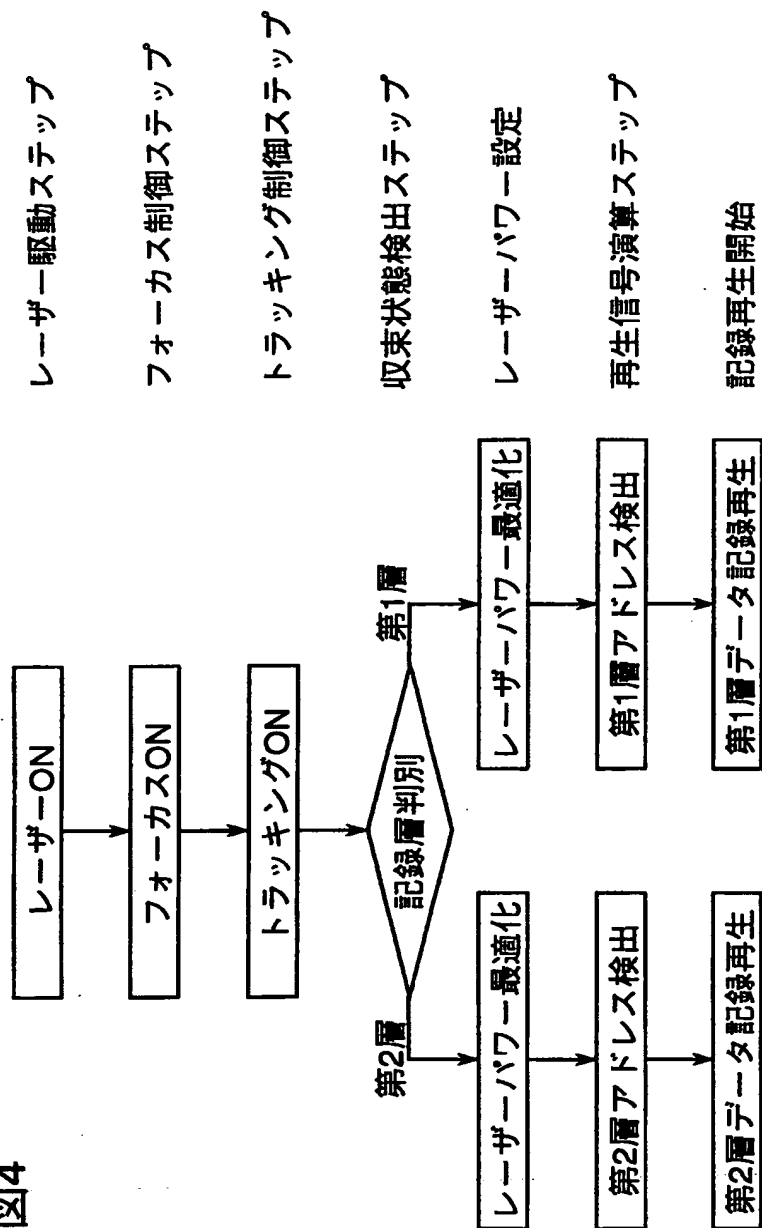 図4
レーザーON
レーザー駆動ステップ
フォーカスON
フォーカス制御ステップ
トラッキングON
トラッキング制御ステップ
第2層
記録層判別
第1層
収束状態検出ステップ
レーザーパワー最適化
レーザーパワー最適化
レーザーパワー設定
第2層アドレス検出
第1層アドレス検出
再生信号演算ステップ
第2層データ記録再生
第1層データ記録再生
記録再生開始